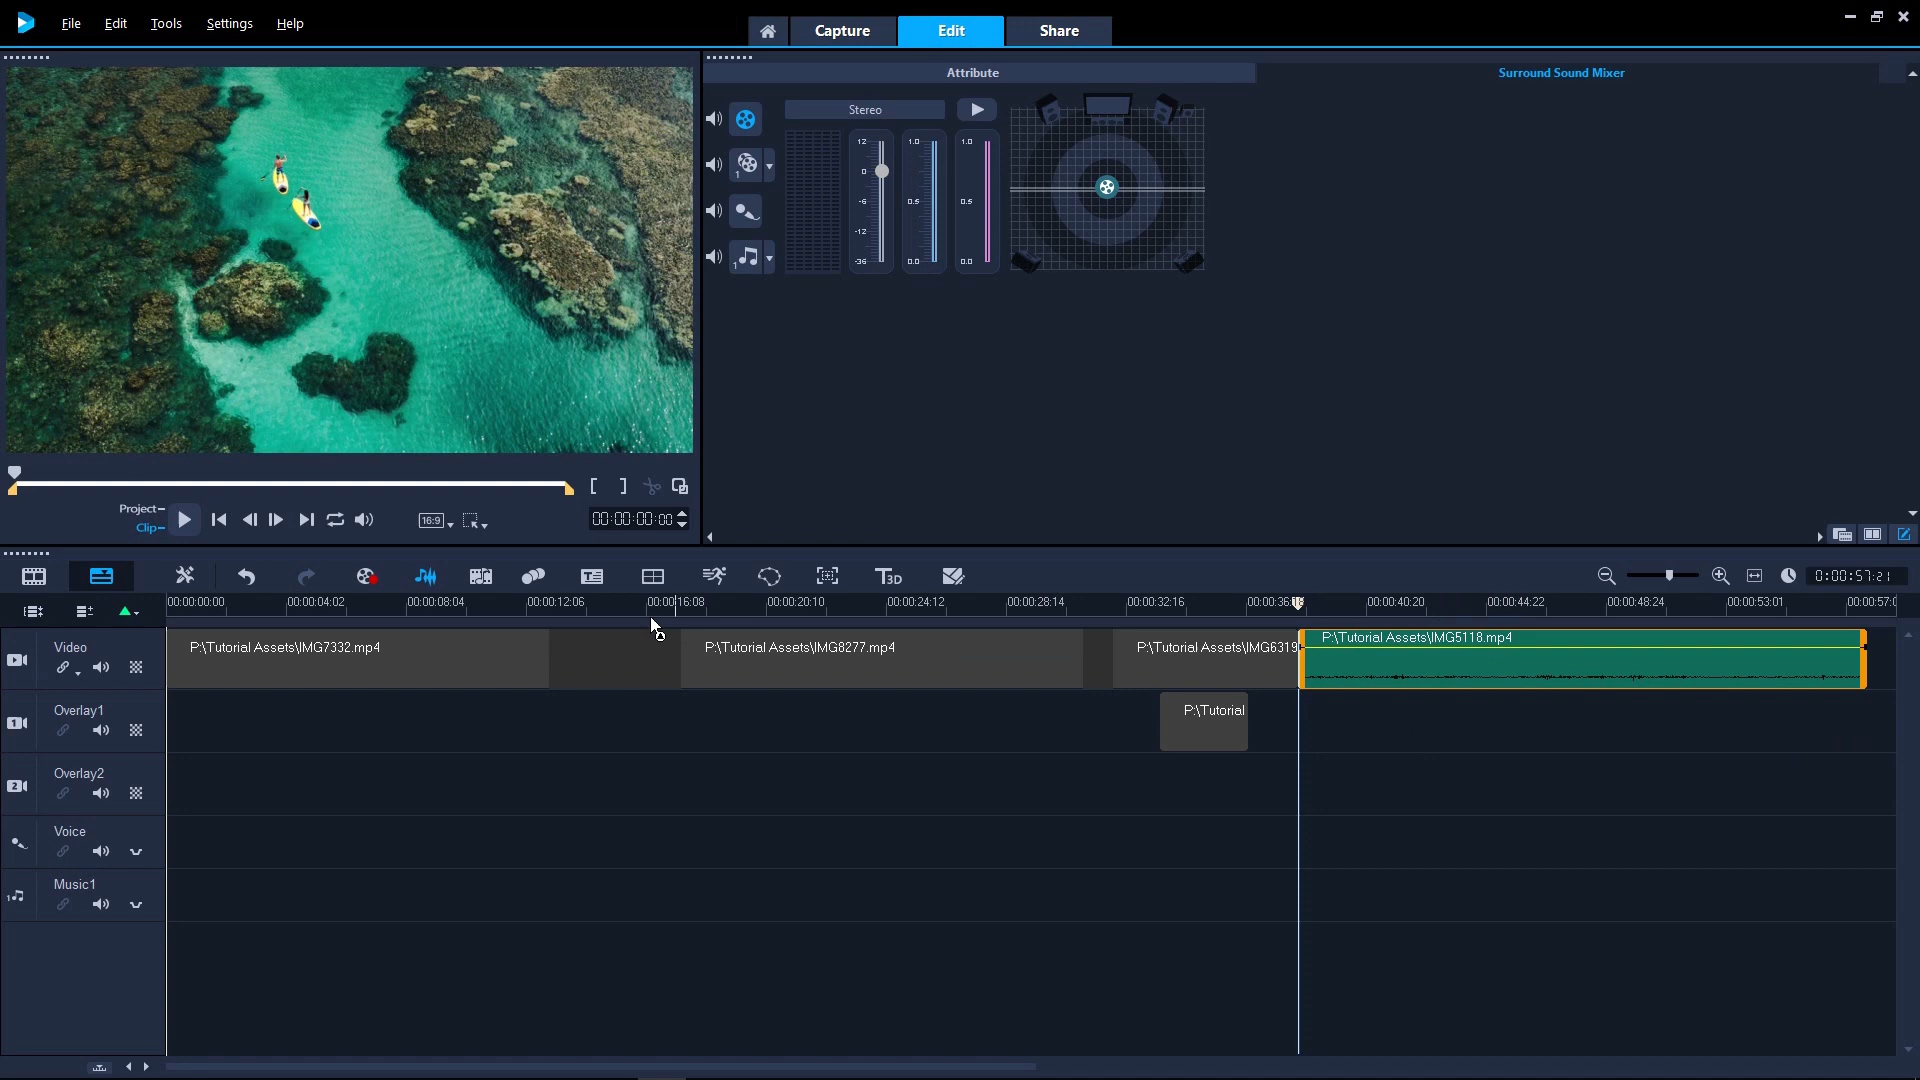 File Edit Tools Settings Help
Capture Edit Share
Attribute Surround Sound Mixer
Stereo
12 0 -6 -12 -36
1.0 0.5 0.0
1.0 0.5 0.0
1
1
Project–
Clip–
16:9
00:00:00:00
T3D
0:00:57:21
00:00:00:00 00:00:04:02 00:00:08:04 00:00:12:06 00:00:16:08 00:00:20:10 00:00:24:12 00:00:28:14 00:00:32:16 00:00:40:20 00:00:44:22 00:00:48:24 00:00:53:01 00:00:57:0
Video
P:\Tutorial Assets\IMG7332.mp4 P:\Tutorial Assets\IMG8277.mp4 P:\Tutorial Assets\IMG6319 P:\Tutorial Assets\IMG5118.mp4
Overlay1
1
P:\Tutorial
Overlay2
2
Voice
Music1
1